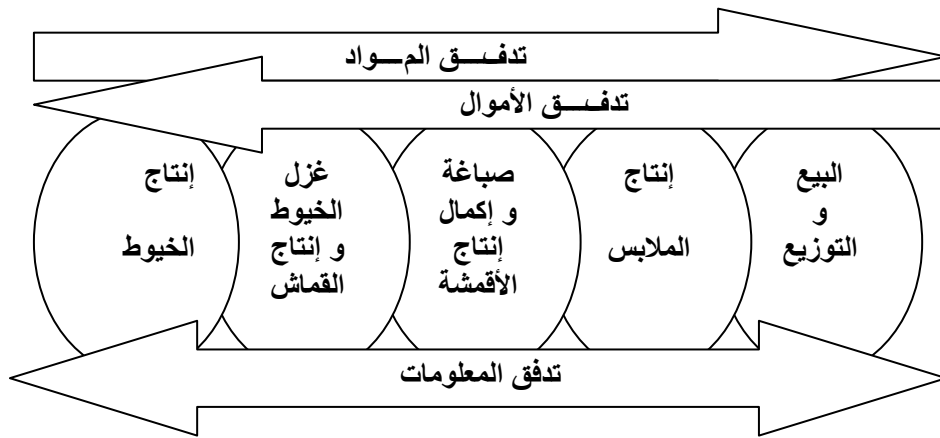 تدفـــق المـــواد
تدفـــق الأموال
إنتاج
الخيوط
غزل
الخيوط
و إنتاج
القماش
صباغة
و إكمال
إنتاج
الأقمشة
إنتاج
الملابس
البيع
و
التوزيع
تدفق المعلومات